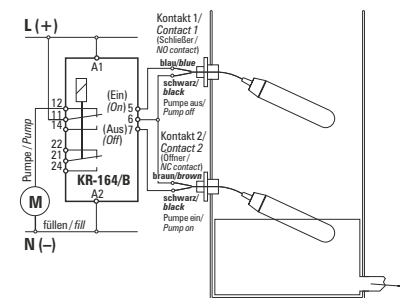 L (+)
A1
(Ein)
(On)
12
11
14
5
6
7
(Aus)
(Off)
22
21
24
KR-164/B
A2
Pumpe / Pump
M
füllen / fill
N (–)
Kontakt 1/
Contact 1
(Schließer /
NO contact)
blau/blue
schwarz/
black
Pumpe aus/
Pump off
Kontakt 2/
Contact 2
(Öffner /
NC contact)
braun/brown
schwarz/
black
Pumpe ein/
Pump on